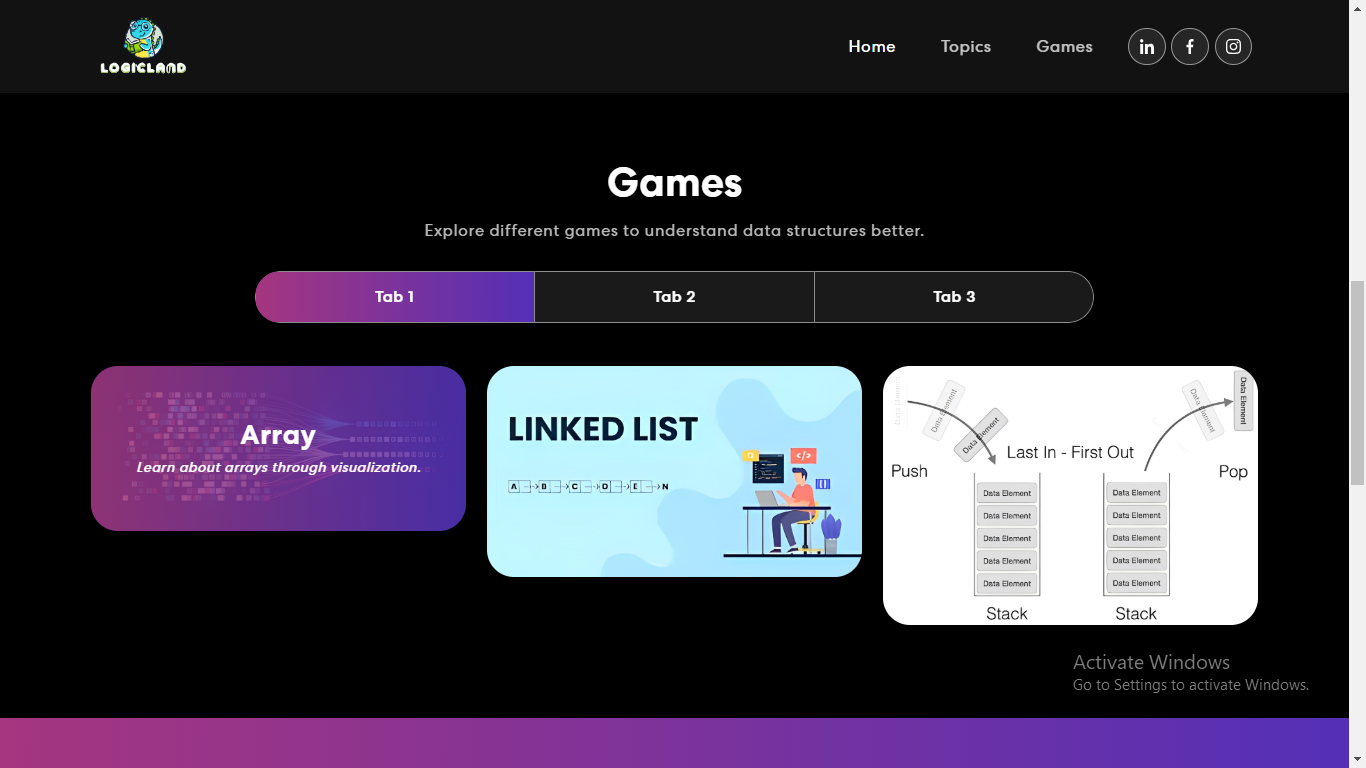 LOGICLAND
Home
Topics
Games
in
f
Games
Explore different games to understand data structures better.
Tab 1
Tab 2
Tab 3
Array
Learn about arrays through visualization.
LINKED LIST
A B C D E N
</>
Data Element
Data Element
Data Element
Data Element
Last In - First Out
Push
Pop
Data Element
Data Element
Data Element
Data Element
Data Element
Data Element
Data Element
Data Element
Data Element
Data Element
Stack
Stack
Activate Windows
Go to Settings to activate Windows.